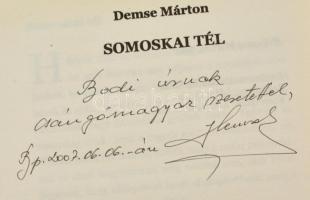 Demse Márton
SOMOSKAI TÉL
Bodi úrnak
csángómagyar szeretettel,
Bp. 2007.06.06.-án